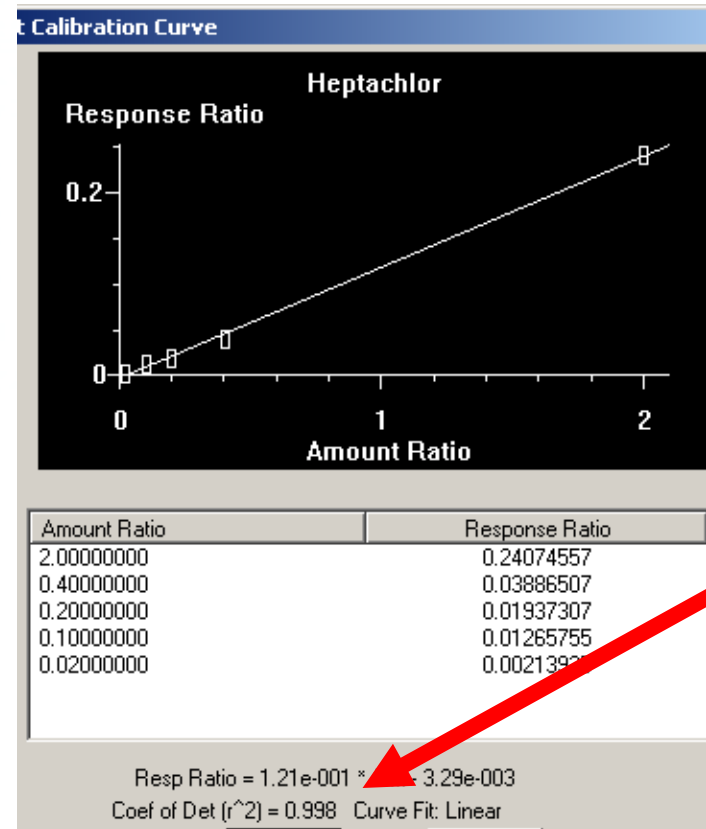 t Calibration Curve
Heptachlor
Response Ratio
0.2
0
0 1 2
Amount Ratio
Amount Ratio Response Ratio
2.00000000 0.24074557
0.40000000 0.03886507
0.20000000 0.01937307
0.10000000 0.01265755
0.02000000
Resp Ratio = 1.21e-001 * - 3.29e-003
Coef of Det (r^2) = 0.998 Curve Fit: Linear